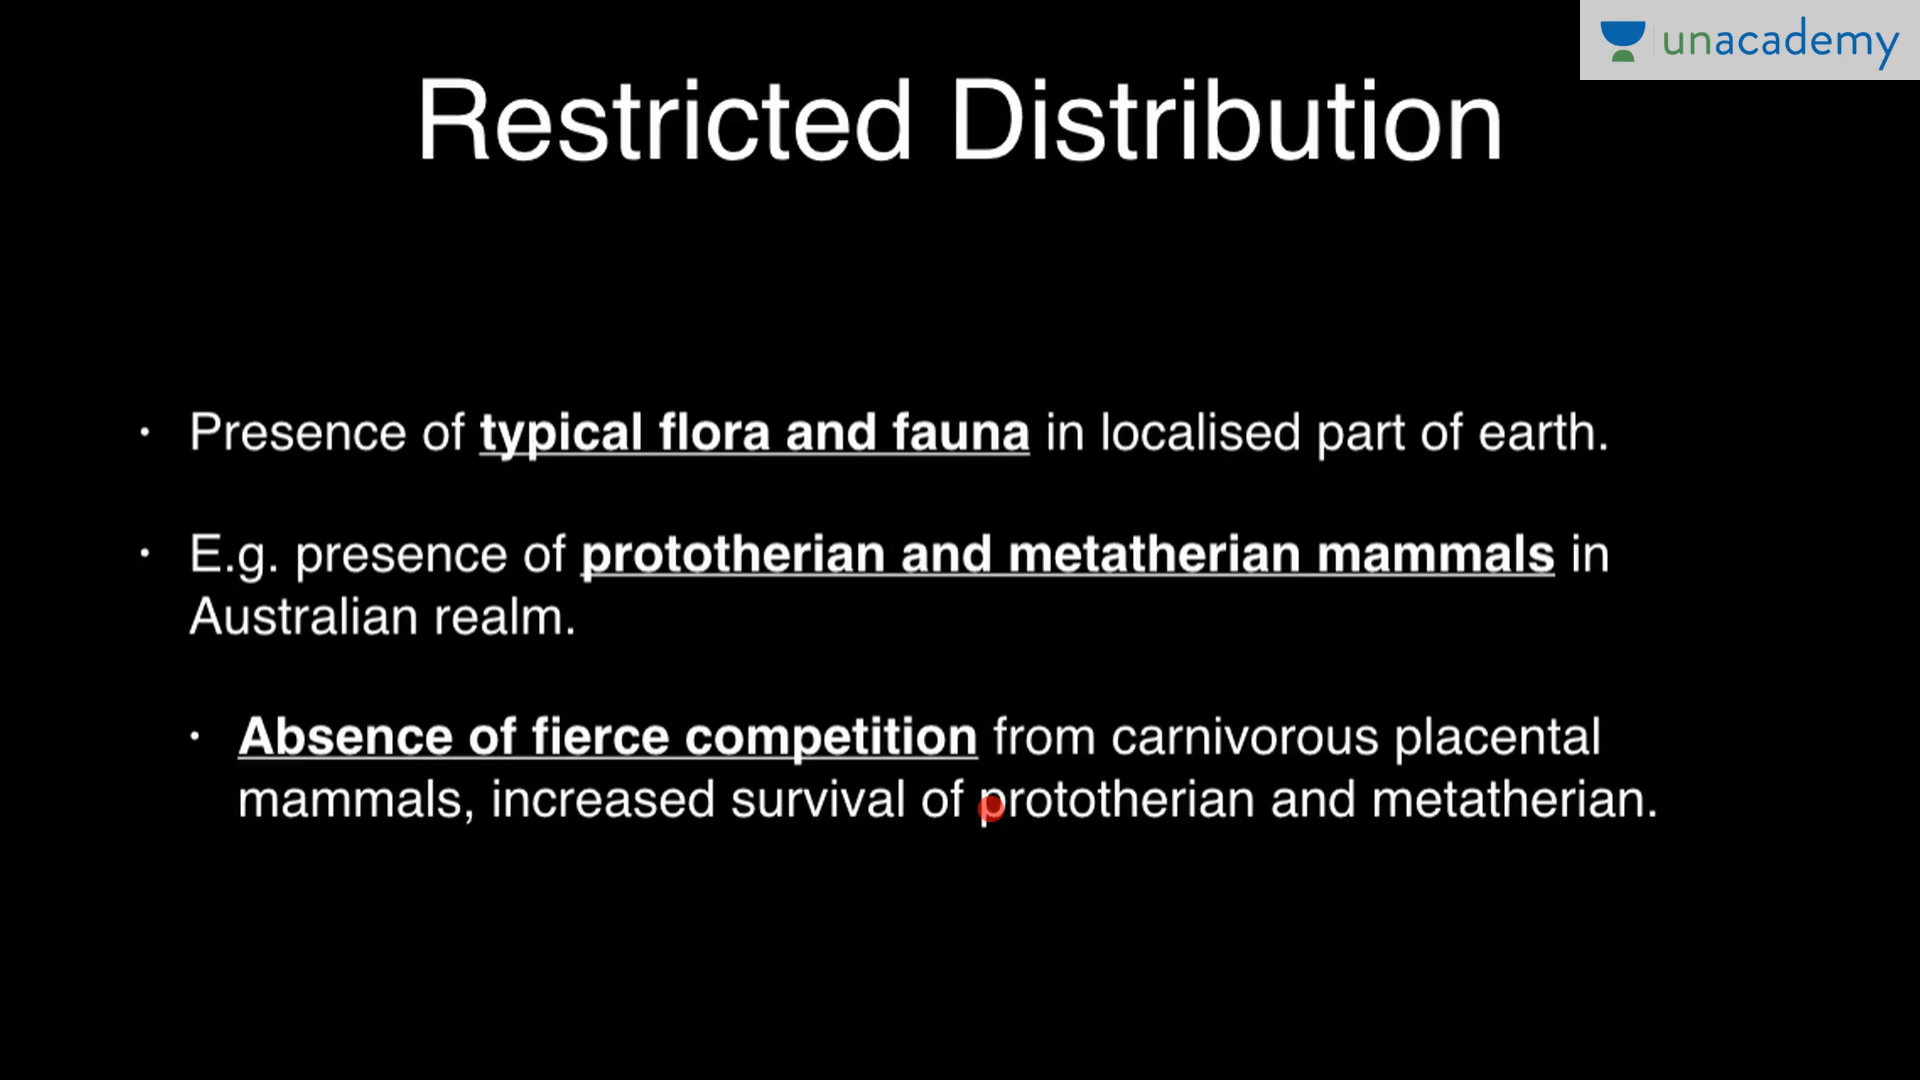 unacademy
Restricted Distribution
• Presence of typical flora and fauna in localised part of earth.
• E.g. presence of prototherian and metatherian mammals in
Australian realm.
• Absence of fierce competition from carnivorous placental
mammals, increased survival of prototherian and metatherian.